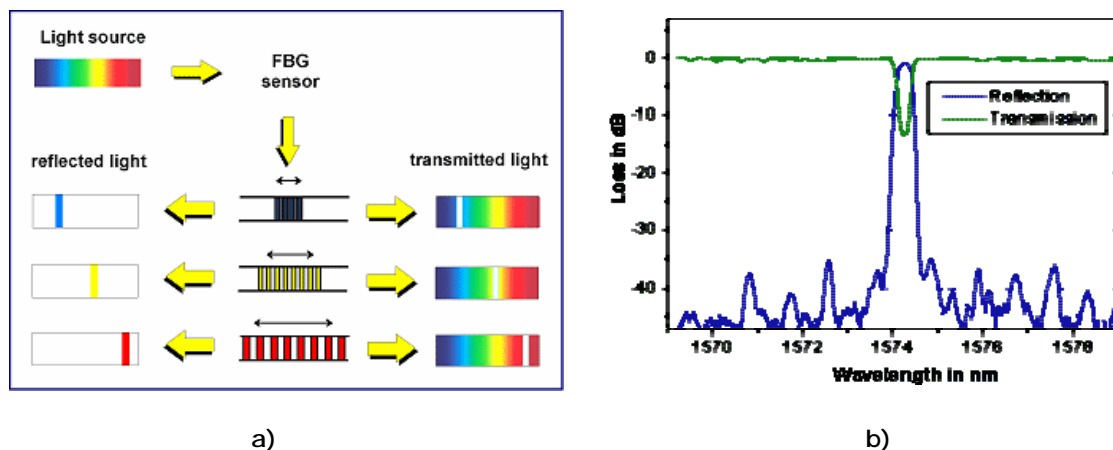 Light source
FBG
sensor
reflected light
transmitted light
a)
0
-10
-20
-30
-40
Loss in dB
Reflection
Transmission
1570
1572
1574
1576
1578
Wavelength in nm
b)